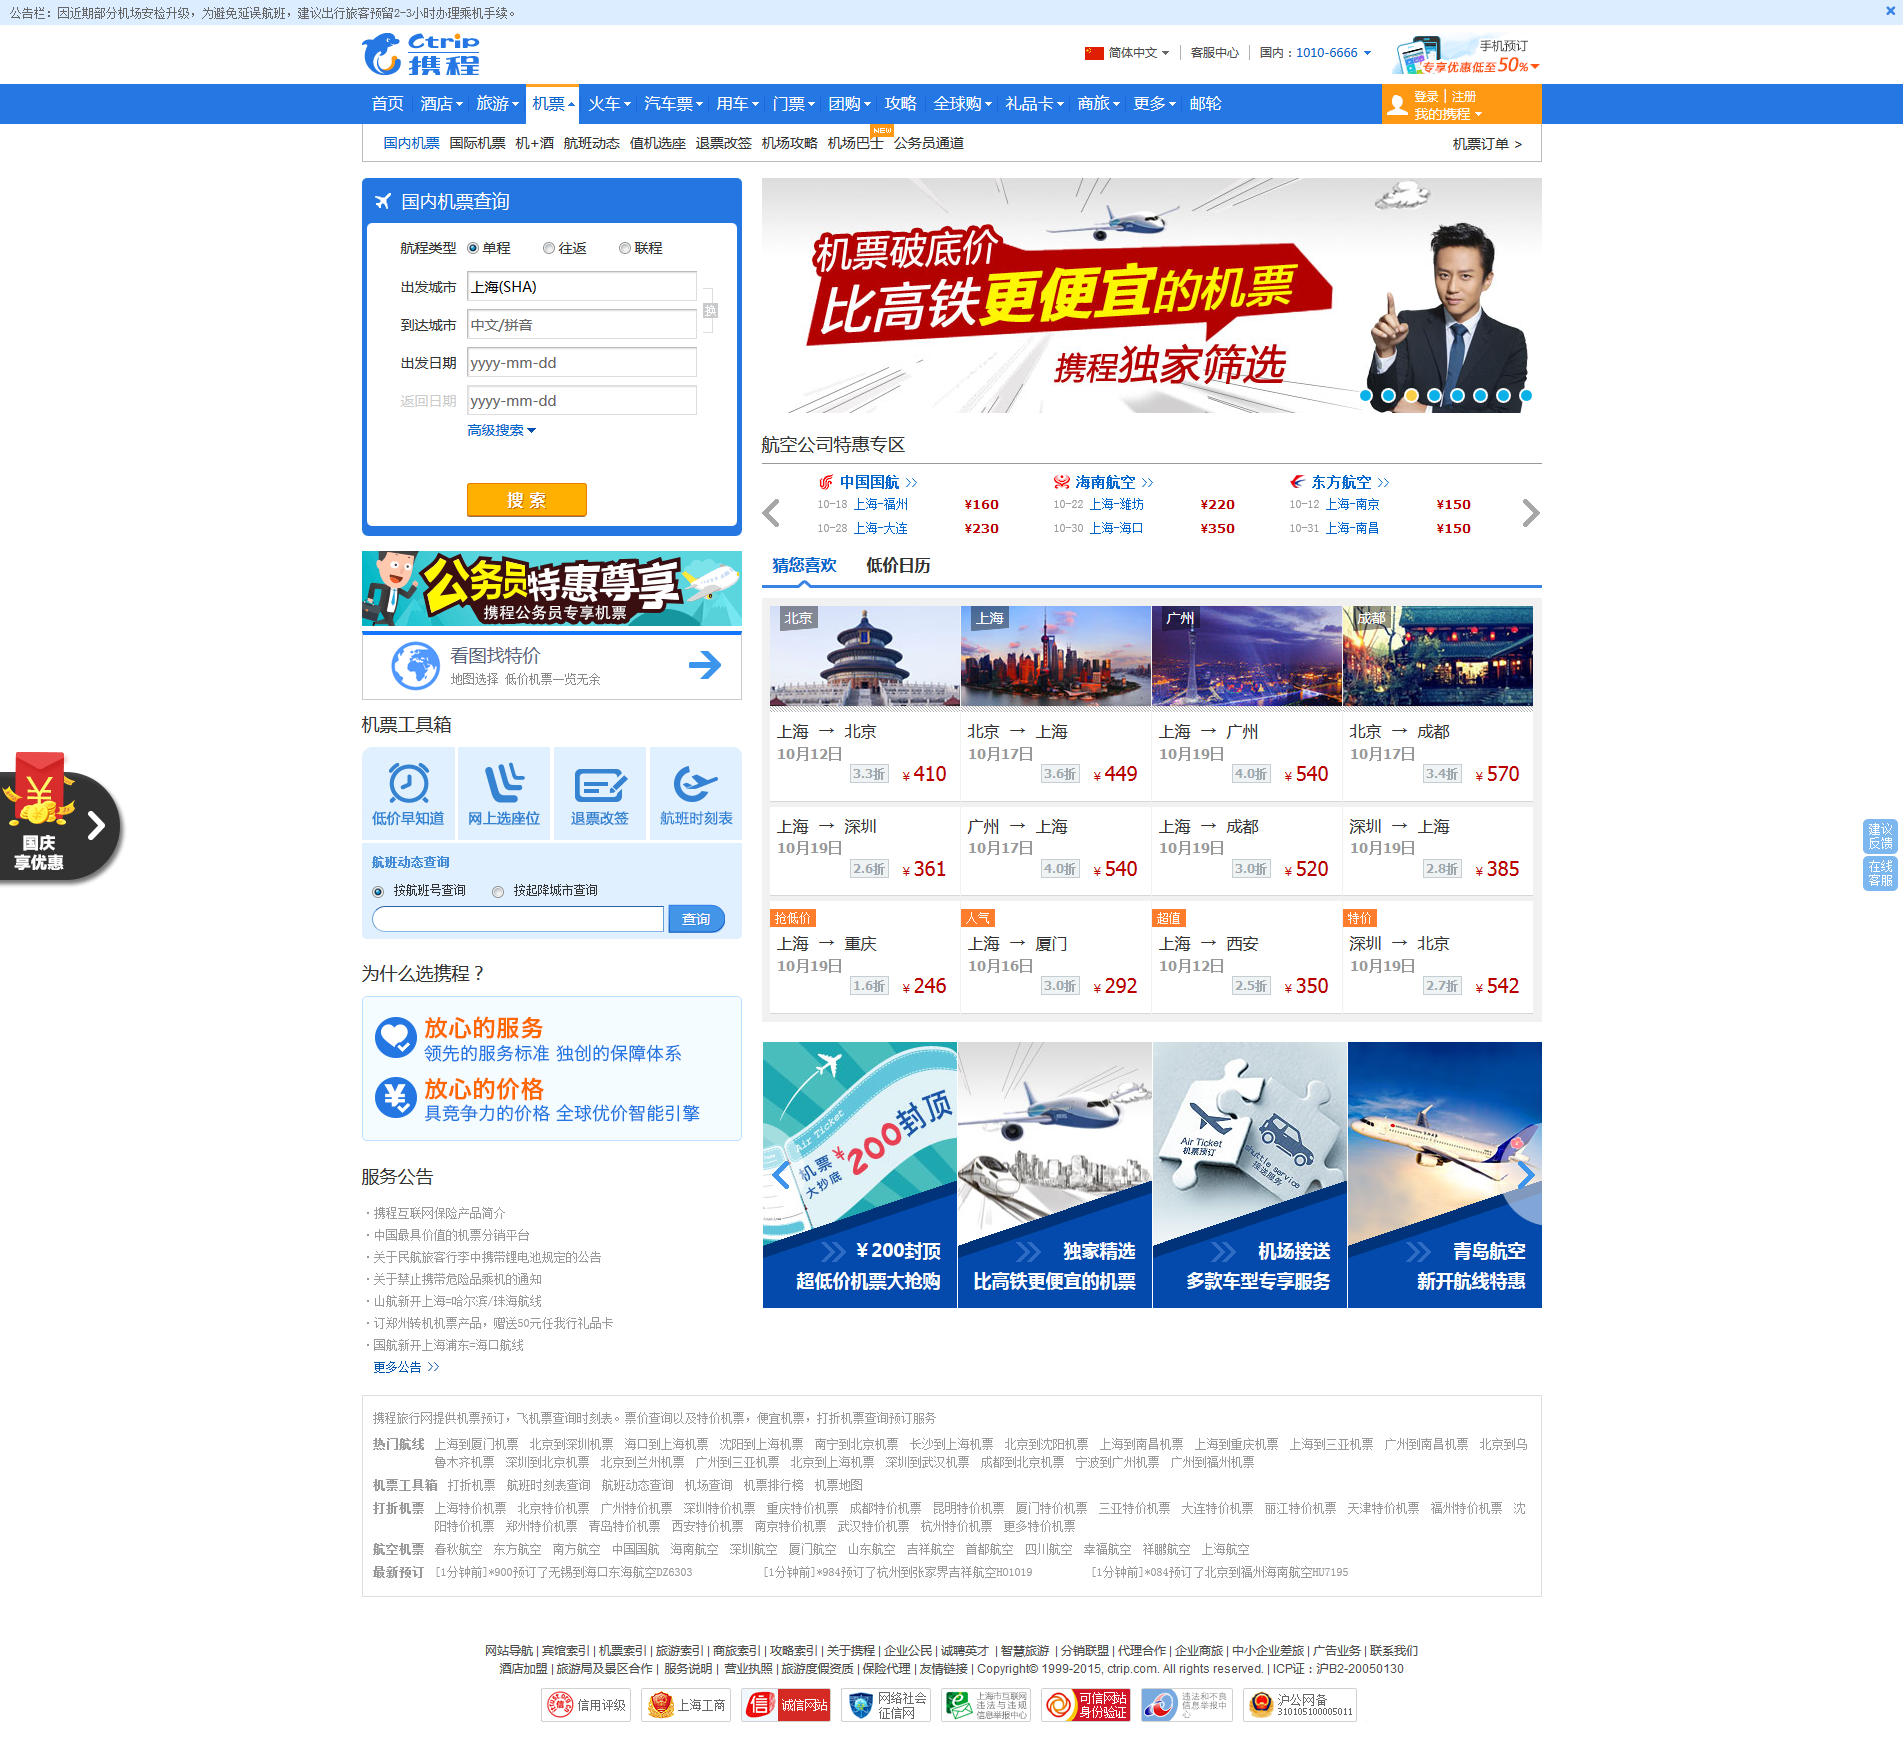 公告栏：因近期部分机场安检升级，为避免延误航班，建议出行旅客预留2-3小时办理乘机手续。
Ctrip
携程
简体中文 客服中心 国内：1010-6666
手机预订
专享优惠低至50%
首页 酒店 旅游 机票 火车 汽车票 用车 门票 团购 攻略 全球购 礼品卡 商旅 更多 邮轮
登录 | 注册
我的携程
国内机票 国际机票 机+酒 航班动态 值机选座 退票改签 机场攻略 机场巴士 NEW 公务员通道 机票订单 >
国内机票查询
航程类型 单程 往返 联程
出发城市 上海(SHA)
换
到达城市 中文/拼音
出发日期 yyyy-mm-dd
返回日期 yyyy-mm-dd
高级搜索
搜 索
机票破底价
比高铁更便宜的机票
携程独家筛选
航空公司特惠专区
中国国航 海南航空 东方航空
10-18 上海-福州 ¥160 10-22 上海-潍坊 ¥220 10-12 上海-南京 ¥150
10-28 上海-大连 ¥230 10-30 上海-海口 ¥350 10-31 上海-南昌 ¥150
公务员特惠尊享
携程公务员专享机票
看图找特价
地图选择 低价机票一览无余
机票工具箱
低价早知道 网上选座位 退票改签 航班时刻表
航班动态查询
按航班号查询 按起降城市查询
查询
猜您喜欢 低价日历
北京 上海 广州 成都
上海 → 北京 北京 → 上海 上海 → 广州 北京 → 成都
10月12日 10月17日 10月19日 10月17日
3.3折 ¥410 3.6折 ¥449 4.0折 ¥540 3.4折 ¥570
上海 → 深圳 广州 → 上海 上海 → 成都 深圳 → 上海
10月19日 10月17日 10月19日 10月19日
2.6折 ¥361 4.0折 ¥540 3.0折 ¥520 2.8折 ¥385
抢低价 人气 超值 特价
上海 → 重庆 上海 → 厦门 上海 → 西安 深圳 → 北京
10月19日 10月16日 10月12日 10月19日
1.6折 ¥246 3.0折 ¥292 2.5折 ¥350 2.7折 ¥542
国庆
享优惠
建议
反馈
在线
客服
为什么选携程？
放心的服务
领先的服务标准 独创的保障体系
放心的价格
具竞争力的价格 全球优价智能引擎
Air Ticket
机票¥200封顶
大抄底
Air Ticket
机票预订
shuttle service
接送服务
¥200封顶
超低价机票大抢购
独家精选
比高铁更便宜的机票
机场接送
多款车型专享服务
青岛航空
新开航线特惠
服务公告
· 携程互联网保险产品简介
· 中国最具价值的机票分销平台
· 关于民航旅客行李中携带锂电池规定的公告
· 关于禁止携带危险品乘机的通知
· 山航新开上海=哈尔滨/珠海航线
· 订郑州转机机票产品，赠送50元任我行礼品卡
· 国航新开上海浦东=海口航线
更多公告
携程旅行网提供机票预订，飞机票查询时刻表。票价查询以及特价机票，便宜机票，打折机票查询预订服务
热门航线 上海到厦门机票 北京到深圳机票 海口到上海机票 沈阳到上海机票 南宁到北京机票 长沙到上海机票 北京到沈阳机票 上海到南昌机票 上海到重庆机票 上海到三亚机票 广州到南昌机票 北京到乌
鲁木齐机票 深圳到北京机票 北京到兰州机票 广州到三亚机票 北京到上海机票 深圳到武汉机票 成都到北京机票 宁波到广州机票 广州到福州机票
机票工具箱 打折机票 航班时刻表查询 航班动态查询 机场查询 机票排行榜 机票地图
打折机票 上海特价机票 北京特价机票 广州特价机票 深圳特价机票 重庆特价机票 成都特价机票 昆明特价机票 厦门特价机票 三亚特价机票 大连特价机票 丽江特价机票 天津特价机票 福州特价机票 沈
阳特价机票 郑州特价机票 青岛特价机票 西安特价机票 南京特价机票 武汉特价机票 杭州特价机票 更多特价机票
航空机票 春秋航空 东方航空 南方航空 中国国航 海南航空 深圳航空 厦门航空 山东航空 吉祥航空 首都航空 四川航空 幸福航空 祥鹏航空 上海航空
最新预订 [1分钟前]*900预订了无锡到海口东海航空DZ6303 [1分钟前]*984预订了杭州到张家界吉祥航空HO1019 [1分钟前]*084预订了北京到福州海南航空HU7195
网站导航 | 宾馆索引 | 机票索引 | 旅游索引 | 商旅索引 | 攻略索引 | 关于携程 | 企业公民 | 诚聘英才 | 智慧旅游 | 分销联盟 | 代理合作 | 企业商旅 | 中小企业差旅 | 广告业务 | 联系我们
酒店加盟 | 旅游局及景区合作 | 服务说明 | 营业执照 | 旅游度假资质 | 保险代理 | 友情链接 | Copyright© 1999-2015, ctrip.com. All rights reserved. | ICP证：沪B2-20050130
信用评级
上海工商
信 诚信网站
网络社会
征信网
上海市互联网
违法与违规
信息举报中心
可信网站
身份验证
违法和不良
信息举报中
心
沪公网备
310105100005011